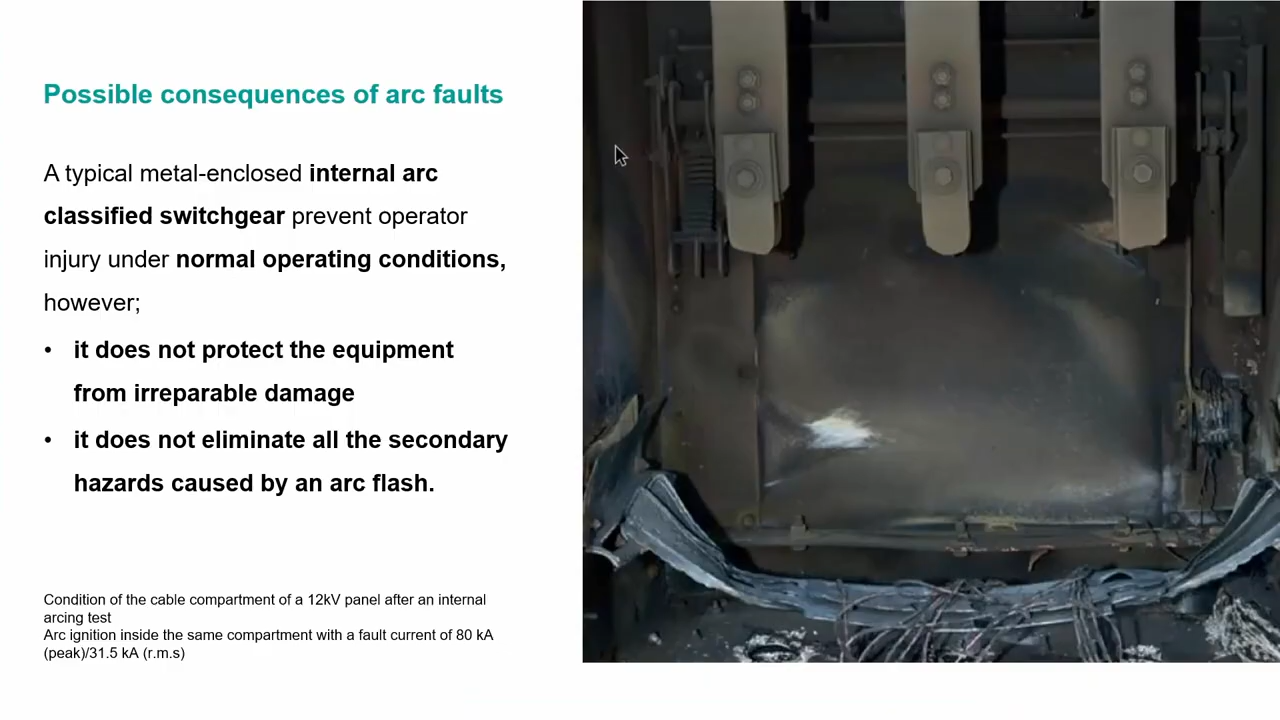 Possible consequences of arc faults
A typical metal-enclosed internal arc
classified switchgear prevent operator
injury under normal operating conditions,
however;
• it does not protect the equipment
from irreparable damage
• it does not eliminate all the secondary
hazards caused by an arc flash.
Condition of the cable compartment of a 12kV panel after an internal
arcing test
Arc ignition inside the same compartment with a fault current of 80 kA
(peak)/31.5 kA (r.m.s)